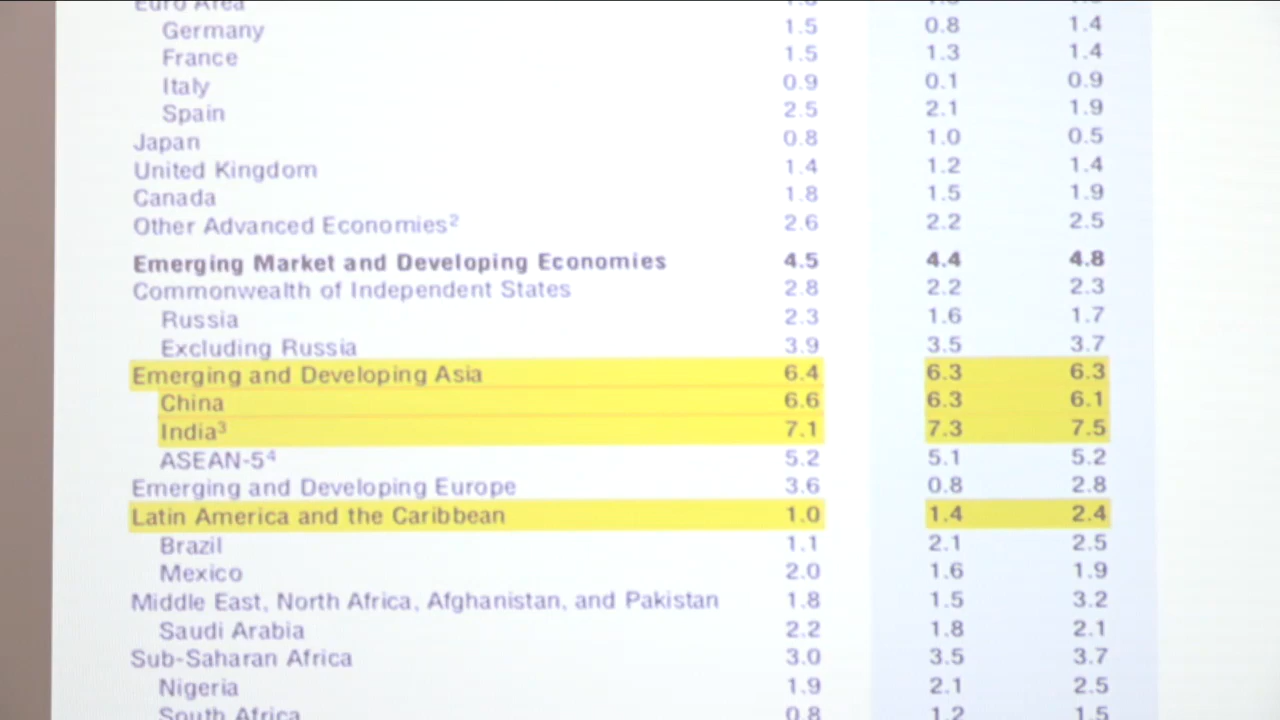 Euro Area
Germany 1.5 0.8 1.4
France 1.5 1.3 1.4
Italy 0.9 0.1 0.9
Spain 2.5 2.1 1.9
Japan 0.8 1.0 0.5
United Kingdom 1.4 1.2 1.4
Canada 1.8 1.5 1.9
Other Advanced Economies² 2.6 2.2 2.5
Emerging Market and Developing Economies 4.5 4.4 4.8
Commonwealth of Independent States 2.8 2.2 2.3
Russia 2.3 1.6 1.7
Excluding Russia 3.9 3.5 3.7
Emerging and Developing Asia 6.4 6.3 6.3
China 6.6 6.3 6.1
India³ 7.1 7.3 7.5
ASEAN-5⁴ 5.2 5.1 5.2
Emerging and Developing Europe 3.6 0.8 2.8
Latin America and the Caribbean 1.0 1.4 2.4
Brazil 1.1 2.1 2.5
Mexico 2.0 1.6 1.9
Middle East, North Africa, Afghanistan, and Pakistan 1.8 1.5 3.2
Saudi Arabia 2.2 1.8 2.1
Sub-Saharan Africa 3.0 3.5 3.7
Nigeria 1.9 2.1 2.5
South Africa 0.8 1.2 1.5